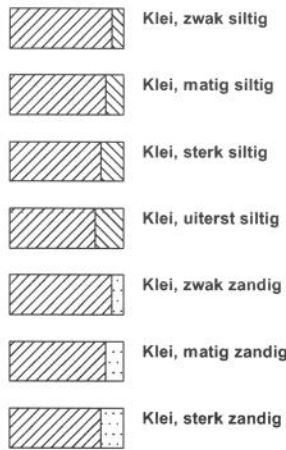 Klei, zwak siltig
Klei, matig siltig
Klei, sterk siltig
Klei, uiterst siltig
Klei, zwak zandig
Klei, matig zandig
Klei, sterk zandig